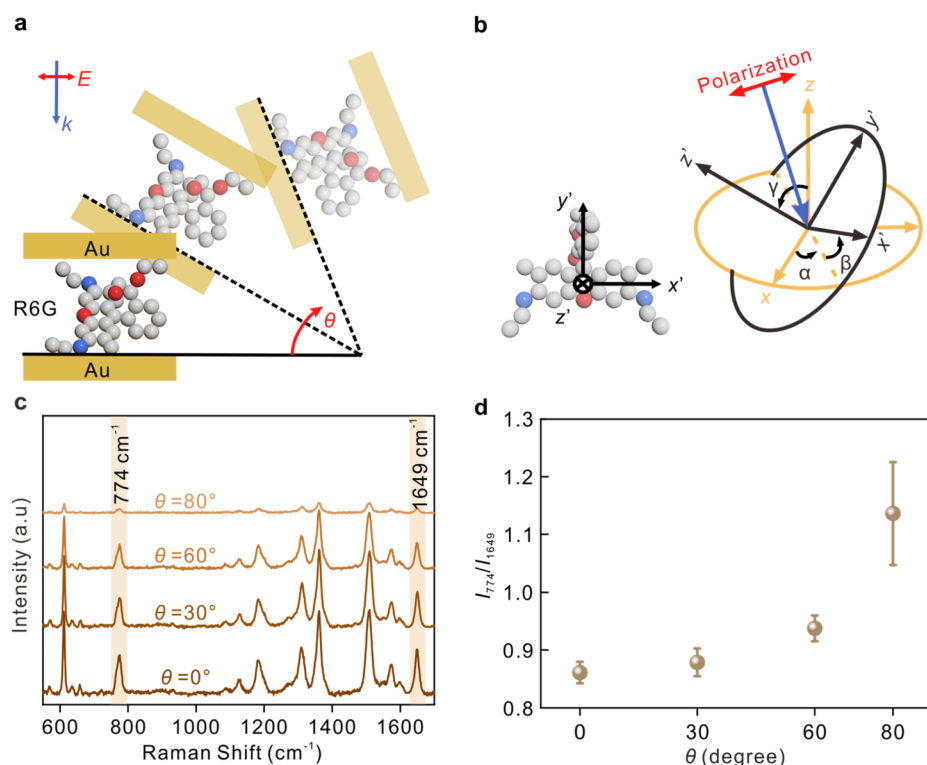 a
E
k
Au
R6G
θ
Au
b
Polarization
z
y'
z'
γ
x'
α
β
x
y'
x'
z'
c
774 cm⁻¹
1649 cm⁻¹
θ=80°
θ=60°
θ=30°
θ=0°
Intensity (a.u)
600 800 1000 1200 1400 1600
Raman Shift (cm⁻¹)
d
1.3
1.2
1.1
1.0
0.9
0.8
I₇₇₄/I₁₆₄₉
0 30 60 80
θ (degree)